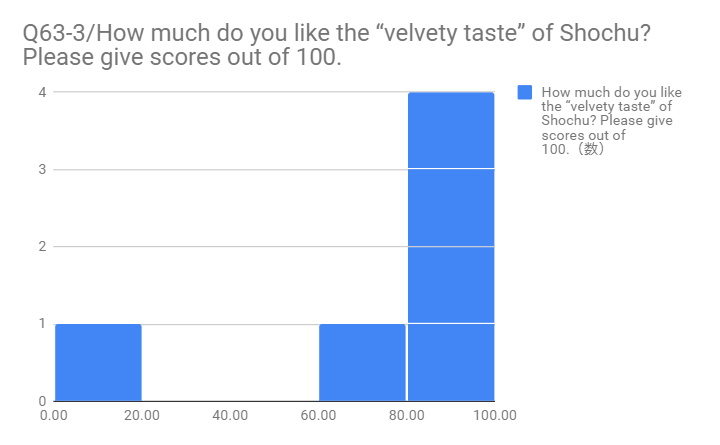 Q63-3/How much do you like the “velvety taste” of Shochu?
Please give scores out of 100.
How much do you like
the “velvety taste” of
Shochu? Please give
scores out of
100.（数）
4
3
2
1
0
0.00 20.00 40.00 60.00 80.00 100.00